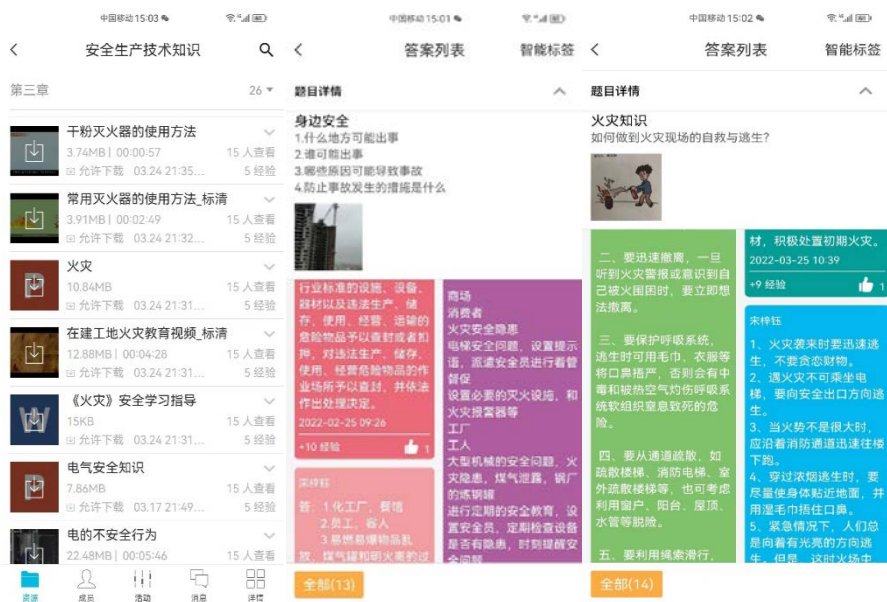 中国移动 15:03
安全生产技术知识
第三章
26
干粉灭火器的使用方法
3.74MB | 00:00:57
15 人查看
允许下载 03.24 21:35...
5 经验
常用灭火器的使用方法_标清
3.91MB | 00:02:49
15 人查看
允许下载 03.24 21:32...
5 经验
火灾
10.84MB
15 人查看
允许下载 03.24 21:31...
5 经验
在建工地火灾教育视频_标清
12.88MB | 00:04:28
15 人查看
允许下载 03.24 21:31...
5 经验
《火灾》安全学习指导
15KB
15 人查看
允许下载 03.24 21:31...
5 经验
电气安全知识
7.86MB
15 人查看
允许下载 03.17 21:49...
5 经验
电的不安全行为
22.48MB | 00:05:46
15 人查看
资源
成员
活动
消息
详情
中国移动 15:01
答案列表
智能标签
题目详情
身边安全
1.什么地方可能出事
2.谁可能出事
3.哪些原因可能导致事故
4.防止事故发生的措施是什么
行业标准的设施、设备、
器材以及违法生产、储
存、使用、经营、运输的
危险物品予以查封或者扣
押，对违法生产、储存、
使用、经营危险物品的作
业场所予以查封，并依法
作出处理决定。
2022-02-25 09:26
+10 经验
1
宋梓钰
答：1化工厂，餐馆
2.员工，客人
3.易燃易爆物品乱
放，煤气罐和明火离的过
商场
消费者
火灾安全隐患
电梯安全问题，设置提示
语，派遣安全员进行看管
督促
设置必要的灭火设施，和
火灾报警器等
工厂
工人
大型机械的安全问题，火
灾隐患，煤气泄露，钢厂
的炼钢罐
进行定期的安全教育，设
置安全员，定期检查设备
是否有隐患，时刻提醒安
全问题
全部(13)
中国移动 15:02
答案列表
智能标签
题目详情
火灾知识
如何做到火灾现场的自救与逃生?
二、要迅速撤离，一旦
听到火灾警报或意识到自
己被火围困时，要立即想
法撤离。
三、要保护呼吸系统，
逃生时可用毛巾、衣服等
将口鼻捂严，否则会有中
毒和被热空气灼伤呼吸系
统软组织窒息致死的危
险。
四、要从通道疏散，如
疏散楼梯、消防电梯、室
外疏散楼梯等，也可考虑
利用窗户、阳台、屋顶、
水管等脱险。
五、要利用绳索滑行，
材，积极处置初期火灾。
2022-03-25 10:39
+9 经验
1
宋梓钰
1、火灾袭来时要迅速逃
生，不要贪恋财物。
2、遇火灾不可乘坐电
梯，要向安全出口方向逃
生。
3、当火势不是很大时，
应沿着消防通道迅速往楼
下跑。
4、穿过浓烟逃生时，要
尽量使身体贴近地面，并
用湿毛巾捂住口鼻。
5、紧急情况下，人们总
是向着有光亮的方向逃
生。但是，这时火场中
全部(14)